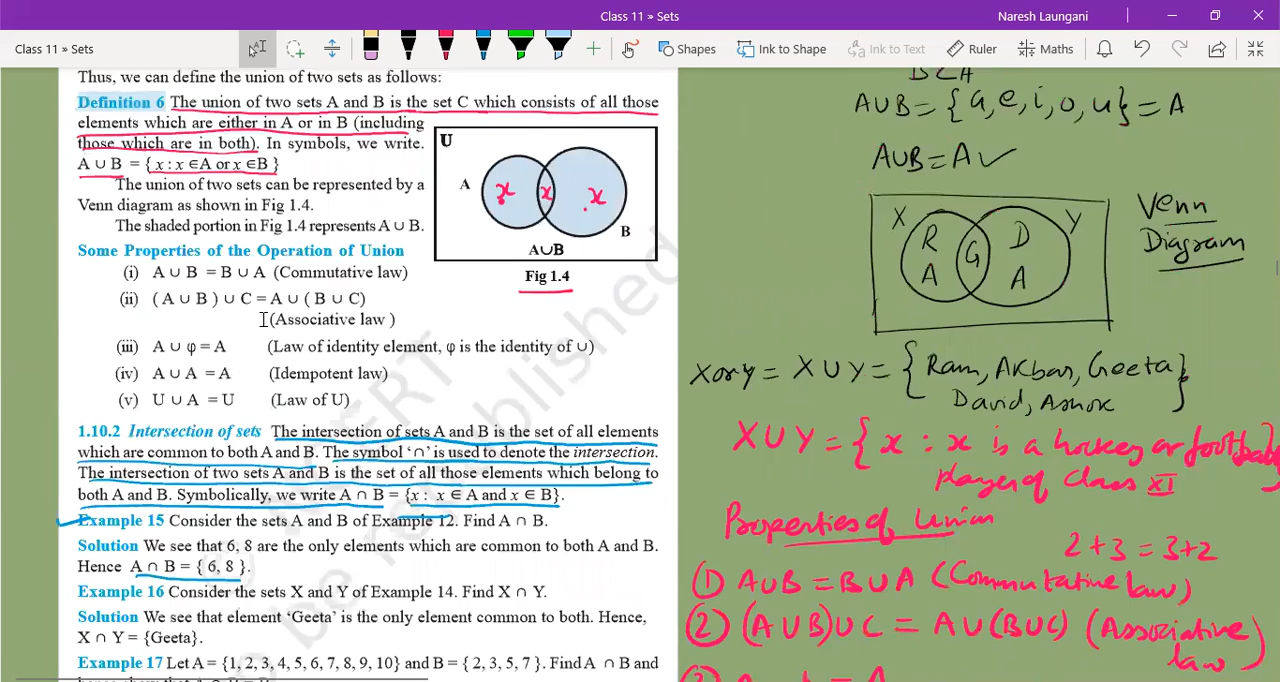 Class 11 » Sets
Naresh Laungani
Class 11 » Sets
Shapes
Ink to Shape
Ink to Text
Ruler
Maths
Thus, we can define the union of two sets as follows:
Definition 6 The union of two sets A and B is the set C which consists of all those
elements which are either in A or in B (including
those which are in both). In symbols, we write.
A ∪ B = { x : x ∈A or x ∈B }
The union of two sets can be represented by a
Venn diagram as shown in Fig 1.4.
The shaded portion in Fig 1.4 represents A ∪ B.
U
A
x
x
x
B
A∪B
Fig 1.4
Some Properties of the Operation of Union
(i) A ∪ B = B ∪ A (Commutative law)
(ii) ( A ∪ B ) ∪ C = A ∪ ( B ∪ C)
(Associative law )
(iii) A ∪ φ = A (Law of identity element, φ is the identity of ∪)
(iv) A ∪ A = A (Idempotent law)
(v) U ∪ A = U (Law of U)
1.10.2 Intersection of sets The intersection of sets A and B is the set of all elements
which are common to both A and B. The symbol ‘∩’ is used to denote the intersection.
The intersection of two sets A and B is the set of all those elements which belong to
both A and B. Symbolically, we write A ∩ B = {x : x ∈ A and x ∈ B}.
Example 15 Consider the sets A and B of Example 12. Find A ∩ B.
Solution We see that 6, 8 are the only elements which are common to both A and B.
Hence A ∩ B = { 6, 8 }.
Example 16 Consider the sets X and Y of Example 14. Find X ∩ Y.
Solution We see that element ‘Geeta’ is the only element common to both. Hence,
X ∩ Y = {Geeta}.
Example 17 Let A = {1, 2, 3, 4, 5, 6, 7, 8, 9, 10} and B = { 2, 3, 5, 7 }. Find A ∩ B and
B ⊂ A
A∪B = {a, e, i, o, u} = A
A∪B = A ✓
X
R
A
G
D
A
Y
Venn
Diagram
X or Y = X ∪ Y = {Ram, Akbar, Geeta
David, Ashok}
X ∪ Y = {x : x is a hockey or football
player of class XI}
Properties of Union
2+3 = 3+2
(1) A∪B = B∪A (Commutative law)
(2) (A∪B)∪C = A∪(B∪C) (Associative
law)